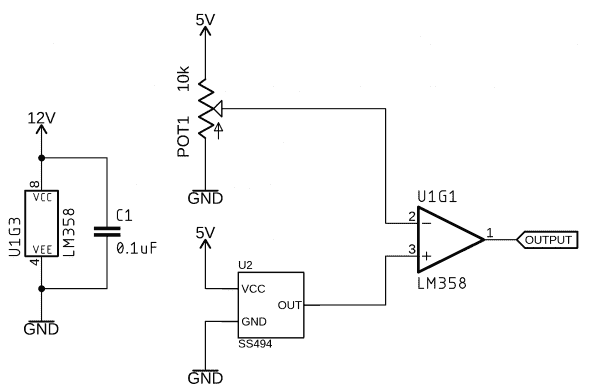 5V
10k
POT1
GND
12V
8
VCC
U1G3
LM358
VEE
4
C1
0.1uF
GND
5V
U2
VCC
OUT
GND
SS494
GND
U1G1
2
3
1
LM358
OUTPUT